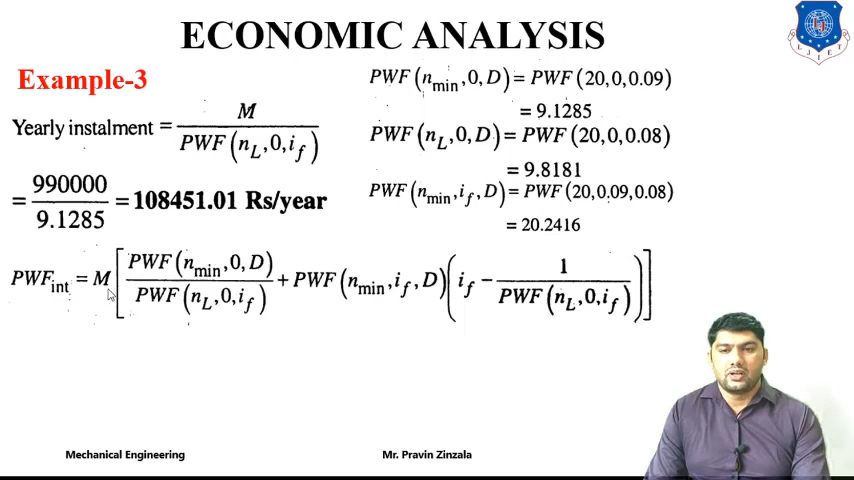 ECONOMIC ANALYSIS
LJIET
Example-3
Yearly instalment = M / PWF(n_L,0,i_f)
= 990000 / 9.1285 = 108451.01 Rs/year
PWF(n_min,0,D) = PWF(20,0,0.09)
= 9.1285
PWF(n_L,0,D) = PWF(20,0,0.08)
= 9.8181
PWF(n_min,i_f,D) = PWF(20,0.09,0.08)
= 20.2416
PWF_int = M[PWF(n_min,0,D) / PWF(n_L,0,i_f) + PWF(n_min,i_f,D)(i_f − 1 / PWF(n_L,0,i_f))]
Mechanical Engineering
Mr. Pravin Zinzala